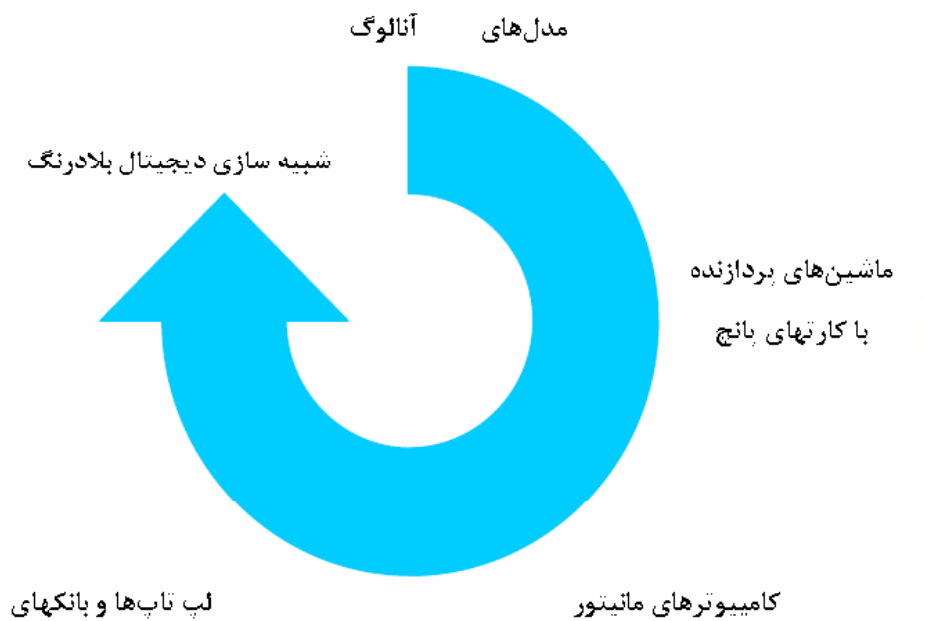 مدل‌های آنالوگ
شبیه سازی دیجیتال بلادرنگ
ماشین‌های پردازنده
با کارتهای پانچ
کامپیوترهای مانیتور
لپ تاپ‌ها و بانکهای